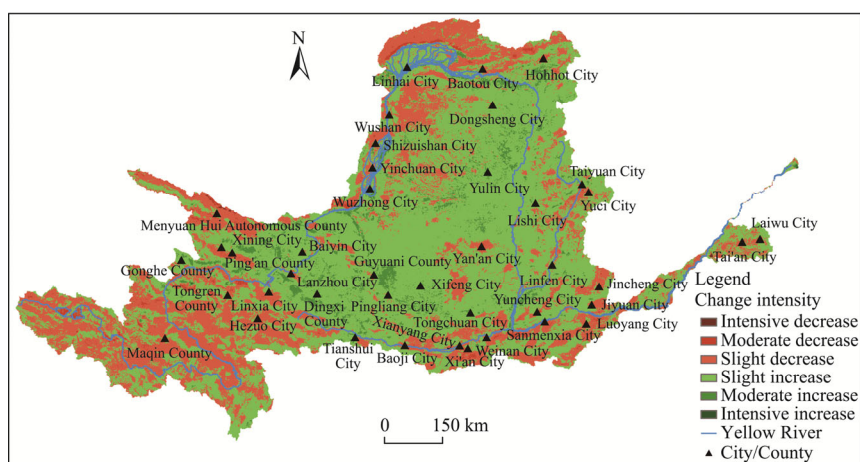 N
Linhai City
Baotou City
Hohhot City
Dongsheng City
Wushan City
Shizuishan City
Yinchuan City
Taiyuan City
Yulin City
Wuzhong City
Yuci City
Lishi City
Menyuan Hui Autonomous County
Xining City
Baiyin City
Laiwu City
Ping'an County
Guyuani County
Yan'an City
Tai'an City
Gonghe County
Lanzhou City
Linfen City
Xifeng City
Jincheng City
Tongren
County
Linxia City
Dingxi
County
Pingliang City
Yuncheng City
Jiyuan City
Hezuo City
Xianyang City
Tongchuan City
Luoyang City
Sanmenxia City
Maqin County
Tianshui
City
Baoji City
Xi'an City
Weinan City
0 150 km
Legend
Change intensity
Intensive decrease
Moderate decrease
Slight decrease
Slight increase
Moderate increase
Intensive increase
Yellow River
City/County